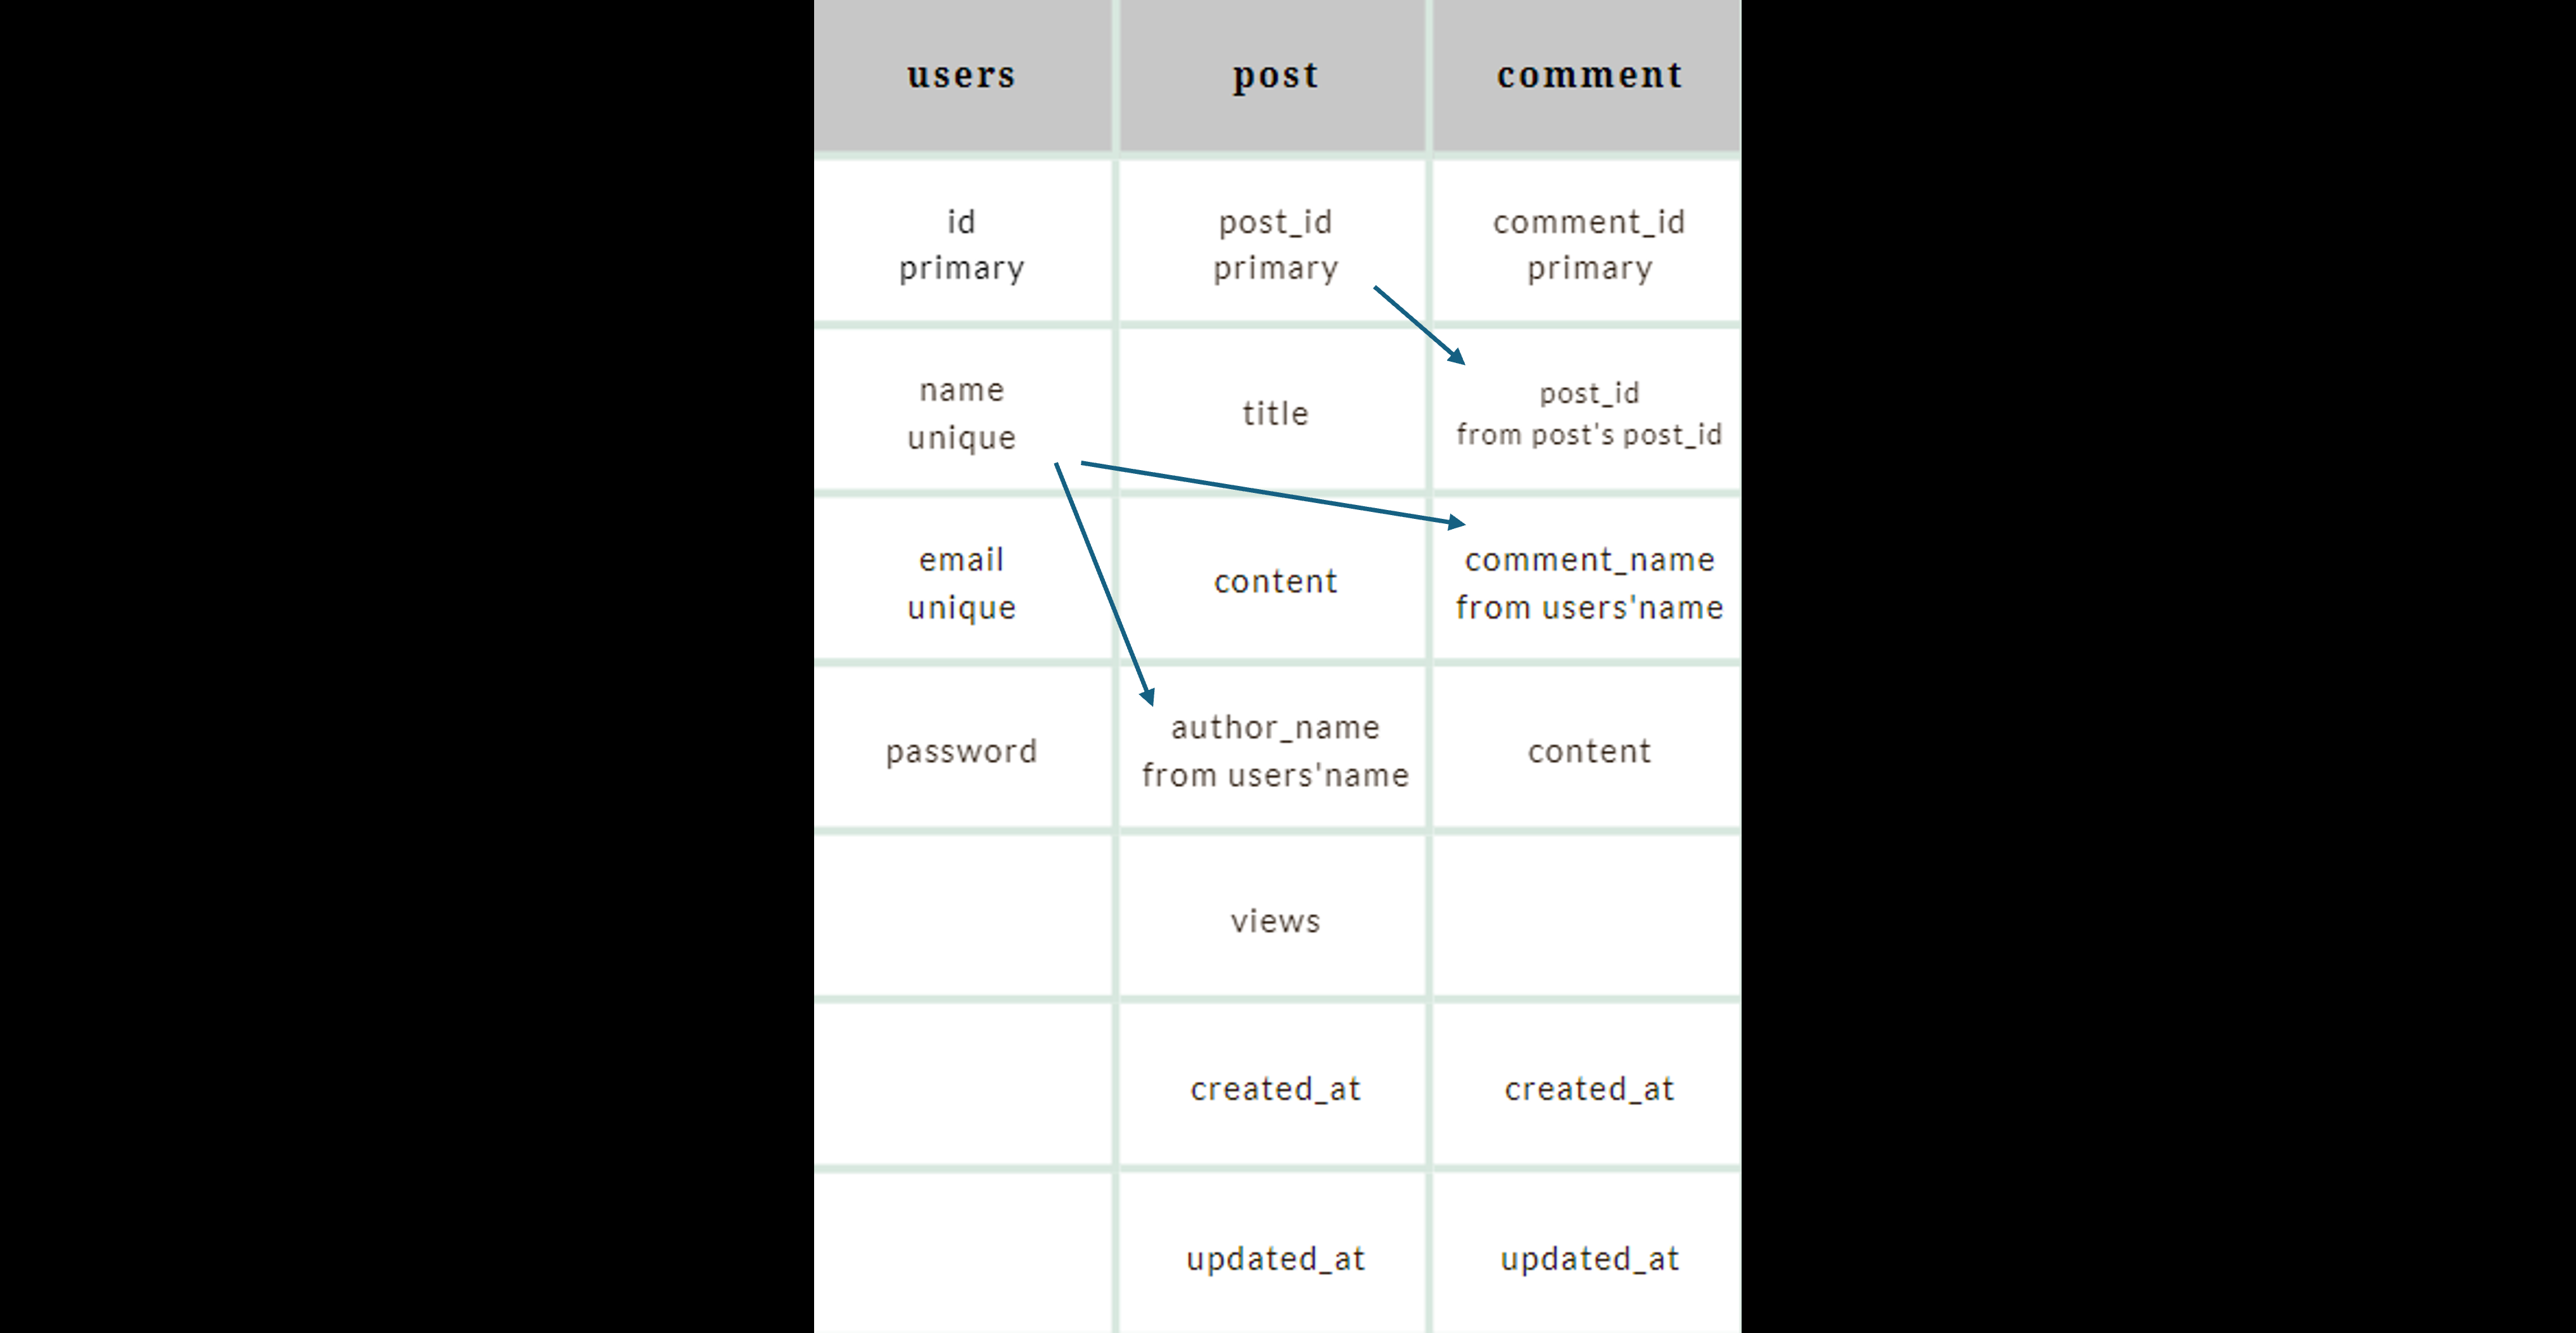 users
post
comment
id
primary
post_id
primary
comment_id
primary
name
unique
title
post_id
from post's post_id
email
unique
content
comment_name
from users'name
password
author_name
from users'name
content
views
created_at
created_at
updated_at
updated_at